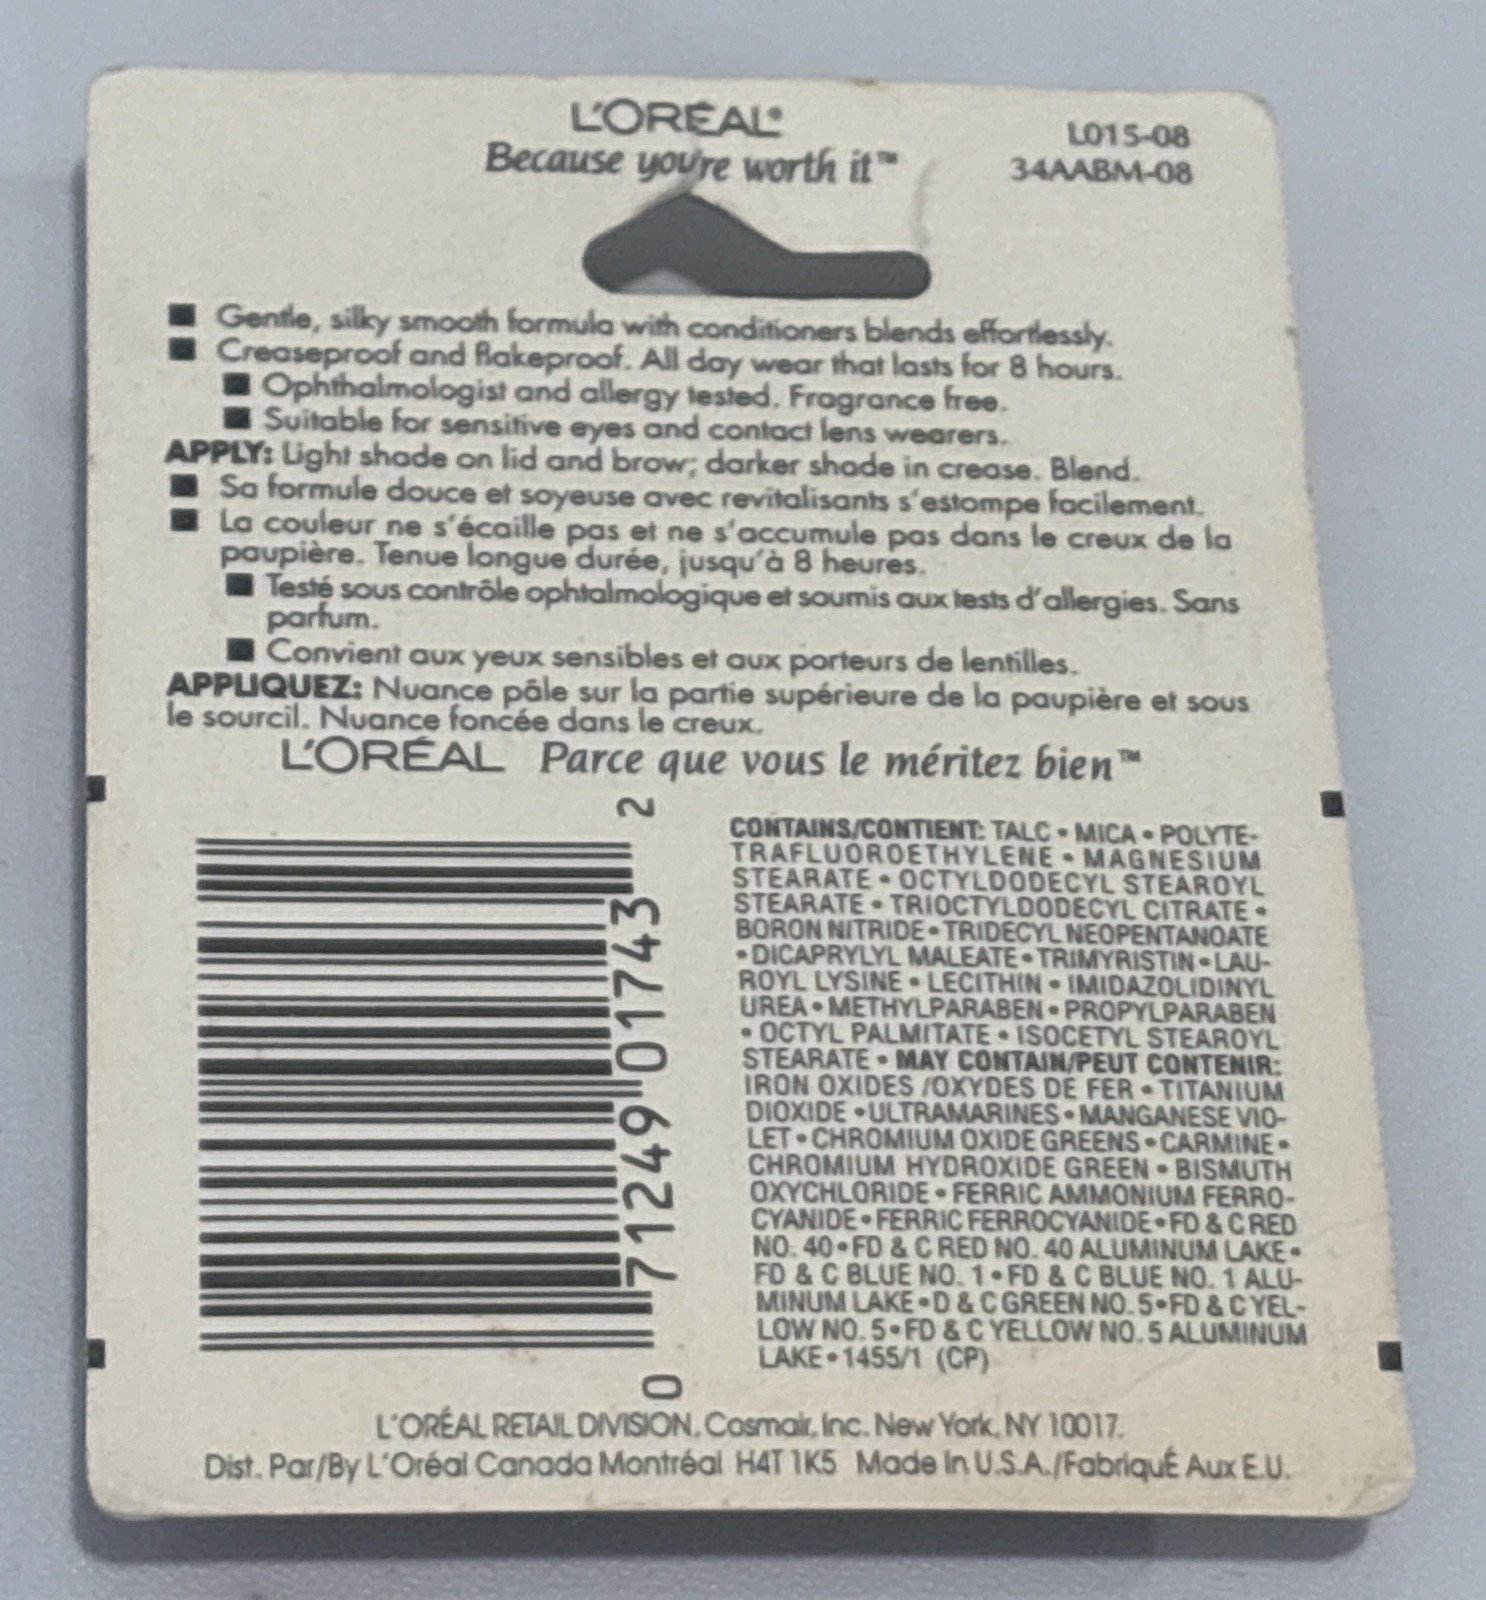 L'ORÉAL®
Because you're worth it™
L015-08
34AABM-08
■ Gentle, silky smooth formula with conditioners blends effortlessly.
■ Creaseproof and flakeproof. All day wear that lasts for 8 hours.
■ Ophthalmologist and allergy tested. Fragrance free.
■ Suitable for sensitive eyes and contact lens wearers.
APPLY: Light shade on lid and brow; darker shade in crease. Blend.
■ Sa formule douce et soyeuse avec revitalisants s'estompe facilement.
■ La couleur ne s'écaille pas et ne s'accumule pas dans le creux de la
paupière. Tenue longue durée, jusqu'à 8 heures.
■ Testé sous contrôle ophtalmologique et soumis aux tests d'allergies. Sans
parfum.
■ Convient aux yeux sensibles et aux porteurs de lentilles.
APPLIQUEZ: Nuance pâle sur la partie supérieure de la paupière et sous
le sourcil. Nuance foncée dans le creux.
L'ORÉAL Parce que vous le méritez bien™
0 71249 01743 2
CONTAINS/CONTIENT: TALC • MICA • POLYTE-
TRAFLUOROETHYLENE • MAGNESIUM
STEARATE • OCTYLDODECYL STEAROYL
STEARATE • TRIOCTYLDODECYL CITRATE •
BORON NITRIDE • TRIDECYL NEOPENTANOATE
• DICAPRYLYL MALEATE • TRIMYRISTIN • LAU-
ROYL LYSINE • LECITHIN • IMIDAZOLIDINYL
UREA • METHYLPARABEN • PROPYLPARABEN
• OCTYL PALMITATE • ISOCETYL STEAROYL
STEARATE • MAY CONTAIN/PEUT CONTENIR:
IRON OXIDES /OXYDES DE FER • TITANIUM
DIOXIDE • ULTRAMARINES • MANGANESE VIO-
LET • CHROMIUM OXIDE GREENS • CARMINE •
CHROMIUM HYDROXIDE GREEN • BISMUTH
OXYCHLORIDE • FERRIC AMMONIUM FERRO-
CYANIDE • FERRIC FERROCYANIDE • FD & C RED
NO. 40 • FD & C RED NO. 40 ALUMINUM LAKE •
FD & C BLUE NO. 1 • FD & C BLUE NO. 1 ALU-
MINUM LAKE • D & C GREEN NO. 5 • FD & C YEL-
LOW NO. 5 • FD & C YELLOW NO. 5 ALUMINUM
LAKE • 1455/1 (CP)
L'ORÉAL RETAIL DIVISION, Cosmair, Inc. New York, NY 10017.
Dist. Par/By L'Oréal Canada Montréal H4T 1K5 Made In U.S.A./FabriquÉ Aux E.U.